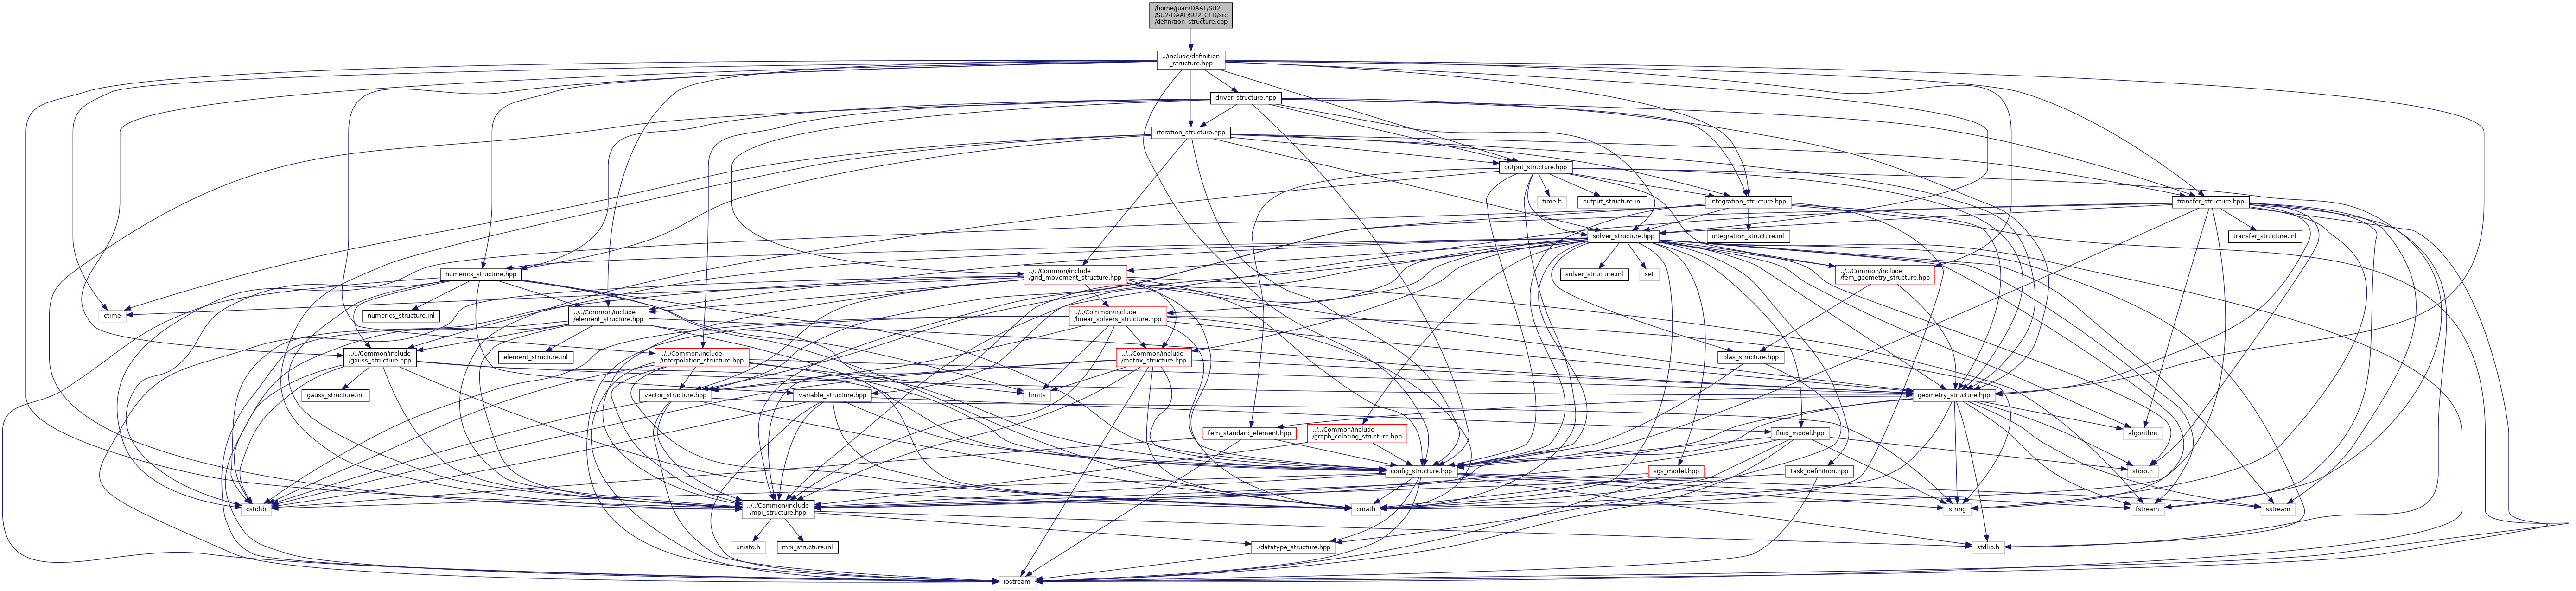 /home/juan/DAAL/SU2
/SU2-DAAL/SU2_CFD/src
/definition_structure.cpp
../include/definition
_structure.hpp
driver_structure.hpp
iteration_structure.hpp
output_structure.hpp
time.h
output_structure.inl
integration_structure.hpp
transfer_structure.hpp
solver_structure.hpp
integration_structure.inl
transfer_structure.inl
numerics_structure.hpp
../../Common/include
/grid_movement_structure.hpp
solver_structure.inl
set
../../Common/include
/fem_geometry_structure.hpp
ctime
numerics_structure.inl
../../Common/include
/element_structure.hpp
../../Common/include
/linear_solvers_structure.hpp
../../Common/include
/gauss_structure.hpp
element_structure.inl
../../Common/include
/interpolation_structure.hpp
../../Common/include
/matrix_structure.hpp
blas_structure.hpp
gauss_structure.inl
vector_structure.hpp
variable_structure.hpp
limits
geometry_structure.hpp
fem_standard_element.hpp
../../Common/include
/graph_coloring_structure.hpp
fluid_model.hpp
algorithm
config_structure.hpp
sgs_model.hpp
task_definition.hpp
stdio.h
cstdlib
../../Common/include
/mpi_structure.hpp
cmath
string
fstream
sstream
unistd.h
mpi_structure.inl
./datatype_structure.hpp
stdlib.h
iostream